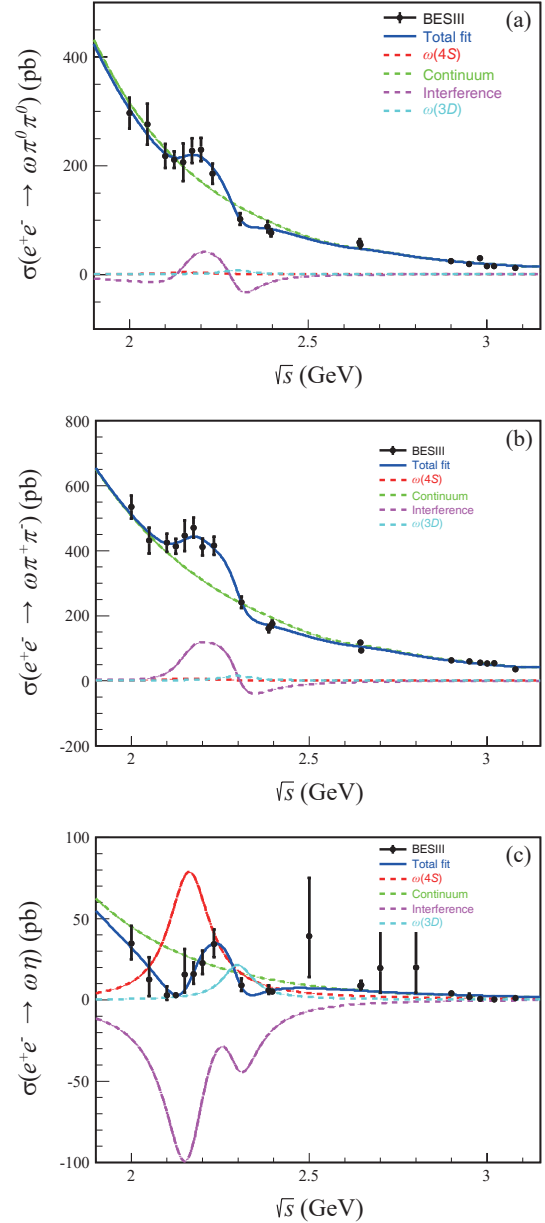 (a)
BESIII
Total fit
ω(4S)
Continuum
Interference
ω(3D)
400
200
0
σ(e⁺e⁻ → ωπ⁰π⁰) (pb)
2
2.5
3
√s (GeV)
(b)
BESIII
Total fit
ω(4S)
Continuum
Interference
ω(3D)
800
600
400
200
0
-200
σ(e⁺e⁻ → ωπ⁺π⁻) (pb)
2
2.5
3
√s (GeV)
(c)
BESIII
Total fit
ω(4S)
Continuum
Interference
ω(3D)
100
50
0
-50
-100
σ(e⁺e⁻ → ωη) (pb)
2
2.5
3
√s (GeV)